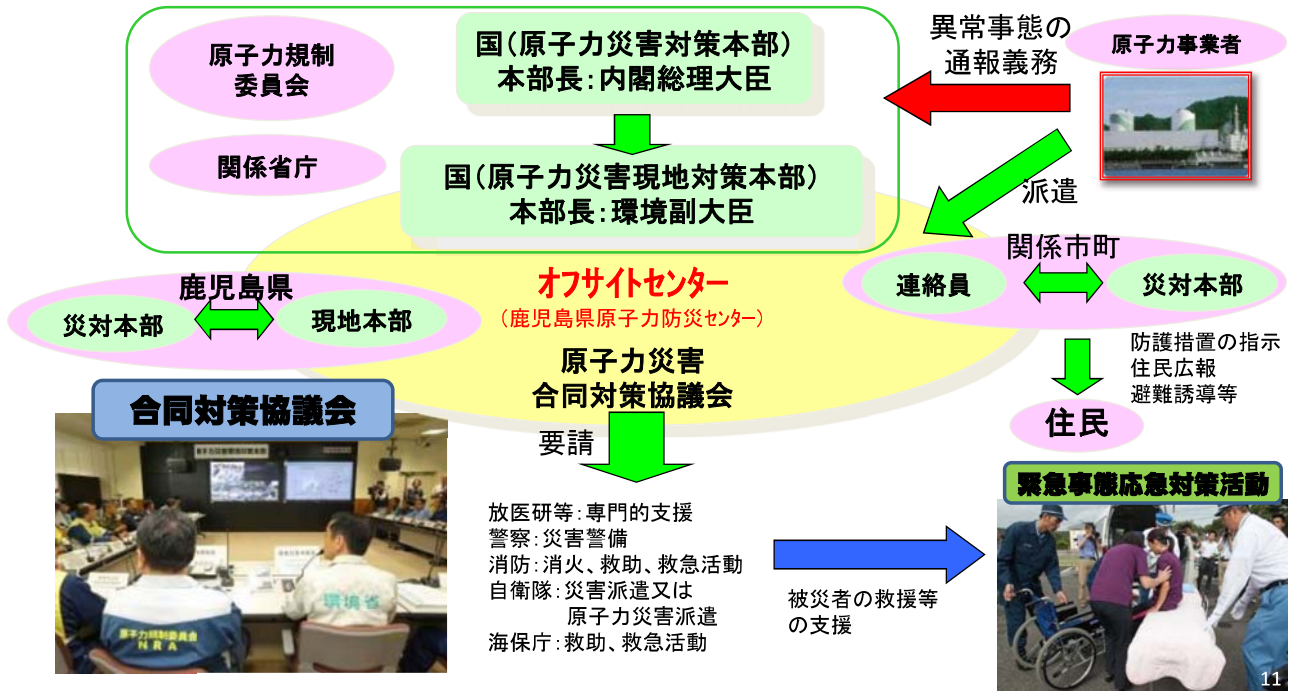 原子力規制
委員会
関係省庁
国(原子力災害対策本部)
本部長:内閣総理大臣
国(原子力災害現地対策本部)
本部長:環境副大臣
異常事態の
通報義務
原子力事業者
派遣
関係市町
連絡員
災対本部
鹿児島県
災対本部
現地本部
オフサイトセンター
(鹿児島県原子力防災センター)
原子力災害
合同対策協議会
防護措置の指示
住民広報
避難誘導等
住民
合同対策協議会
要請
放医研等:専門的支援
警察:災害警備
消防:消火、救助、救急活動
自衛隊:災害派遣又は
原子力災害派遣
海保庁:救助、救急活動
被災者の救援等
の支援
緊急事態応急対策活動
環境省
原子力規制委員会
NRA
11